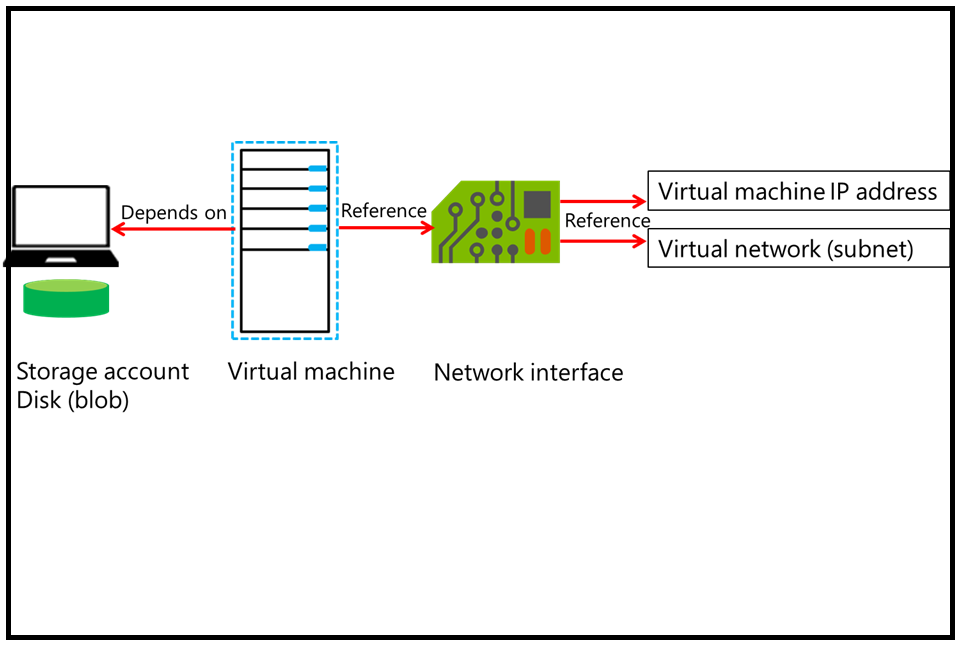 Depends on
Reference
Virtual machine IP address
Reference
Virtual network (subnet)
Storage account
Disk (blob)
Virtual machine
Network interface